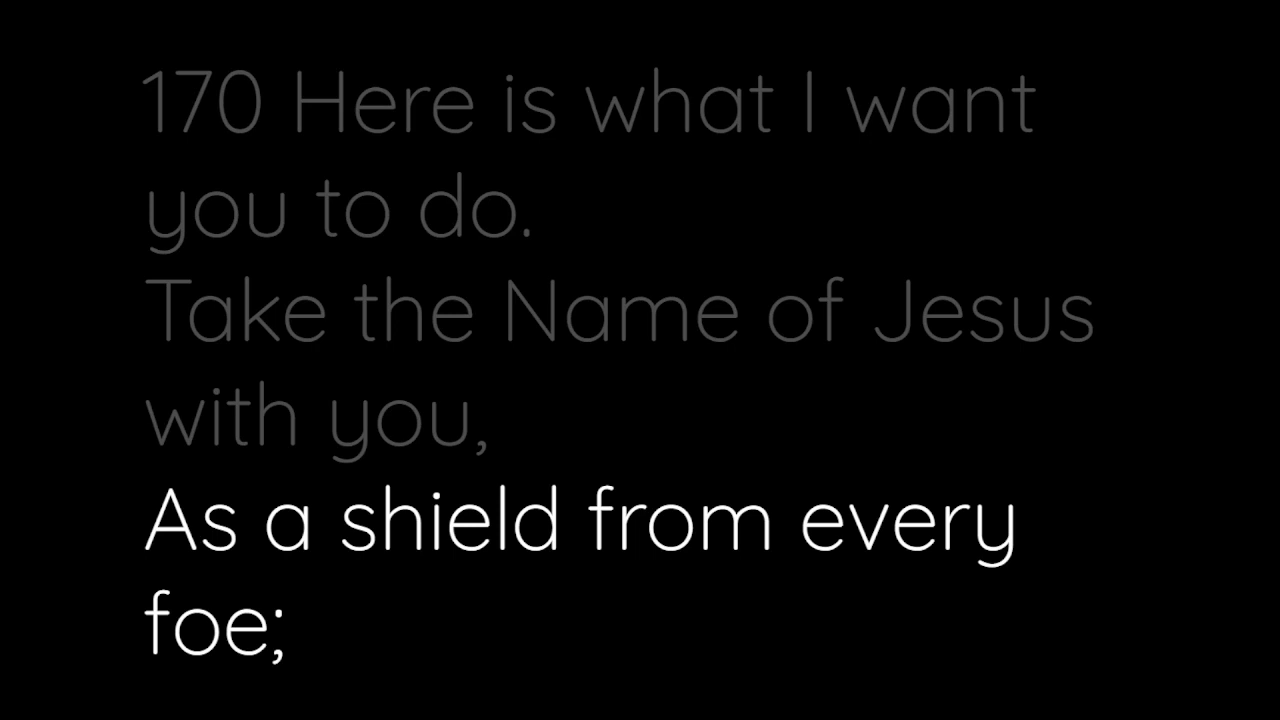 170 Here is what I want
you to do.
Take the Name of Jesus
with you,
As a shield from every
foe;